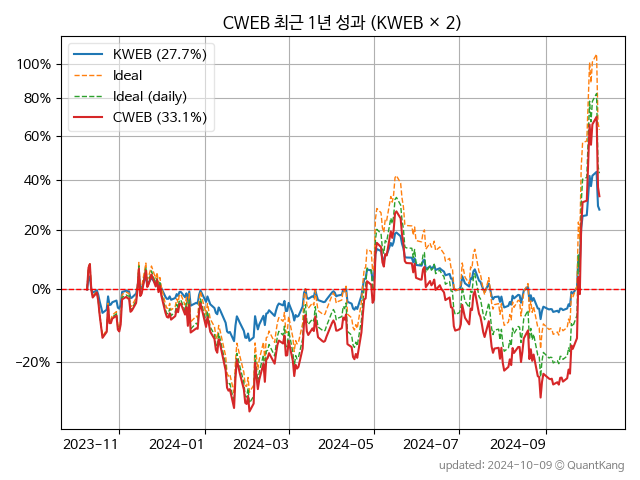 CWEB 최근 1년 성과 (KWEB × 2)
KWEB (27.7%)
Ideal
Ideal (daily)
CWEB (33.1%)
100%
80%
60%
40%
20%
0%
−20%
2023-11
2024-01
2024-03
2024-05
2024-07
2024-09
updated: 2024-10-09 © QuantKang